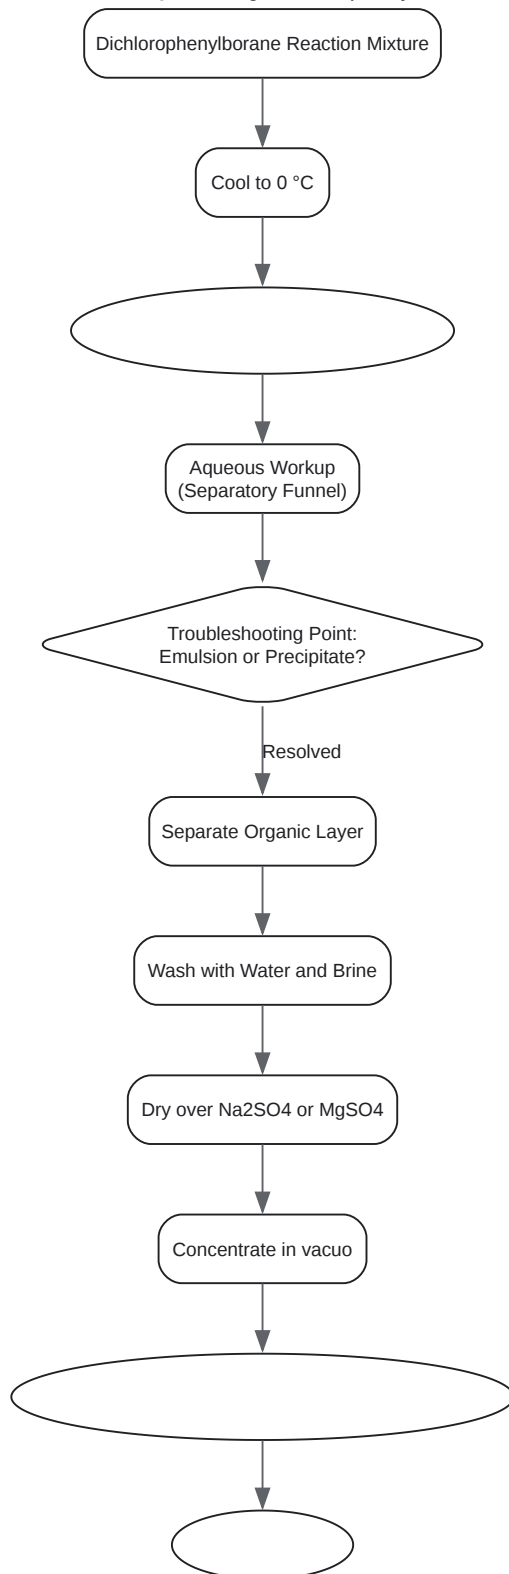 Dichlorophenylborane Reaction Mixture
Cool to 0 °C
Aqueous Workup
(Separatory Funnel)
Troubleshooting Point:
Emulsion or Precipitate?
Resolved
Separate Organic Layer
Wash with Water and Brine
Dry over Na2SO4 or MgSO4
Concentrate in vacuo